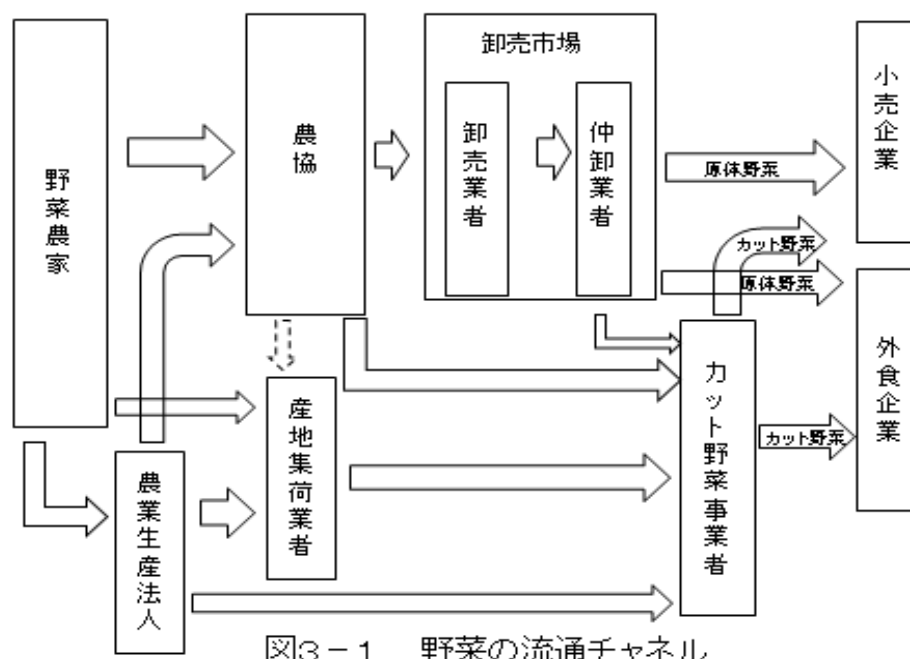 野菜農家
農協
卸売市場
卸売業者
仲卸業者
小売企業
原体野菜
カット野菜
原体野菜
外食企業
カット野菜事業者
カット野菜
産地集荷業者
農業生産法人
図3－1 野菜の流通チャネル